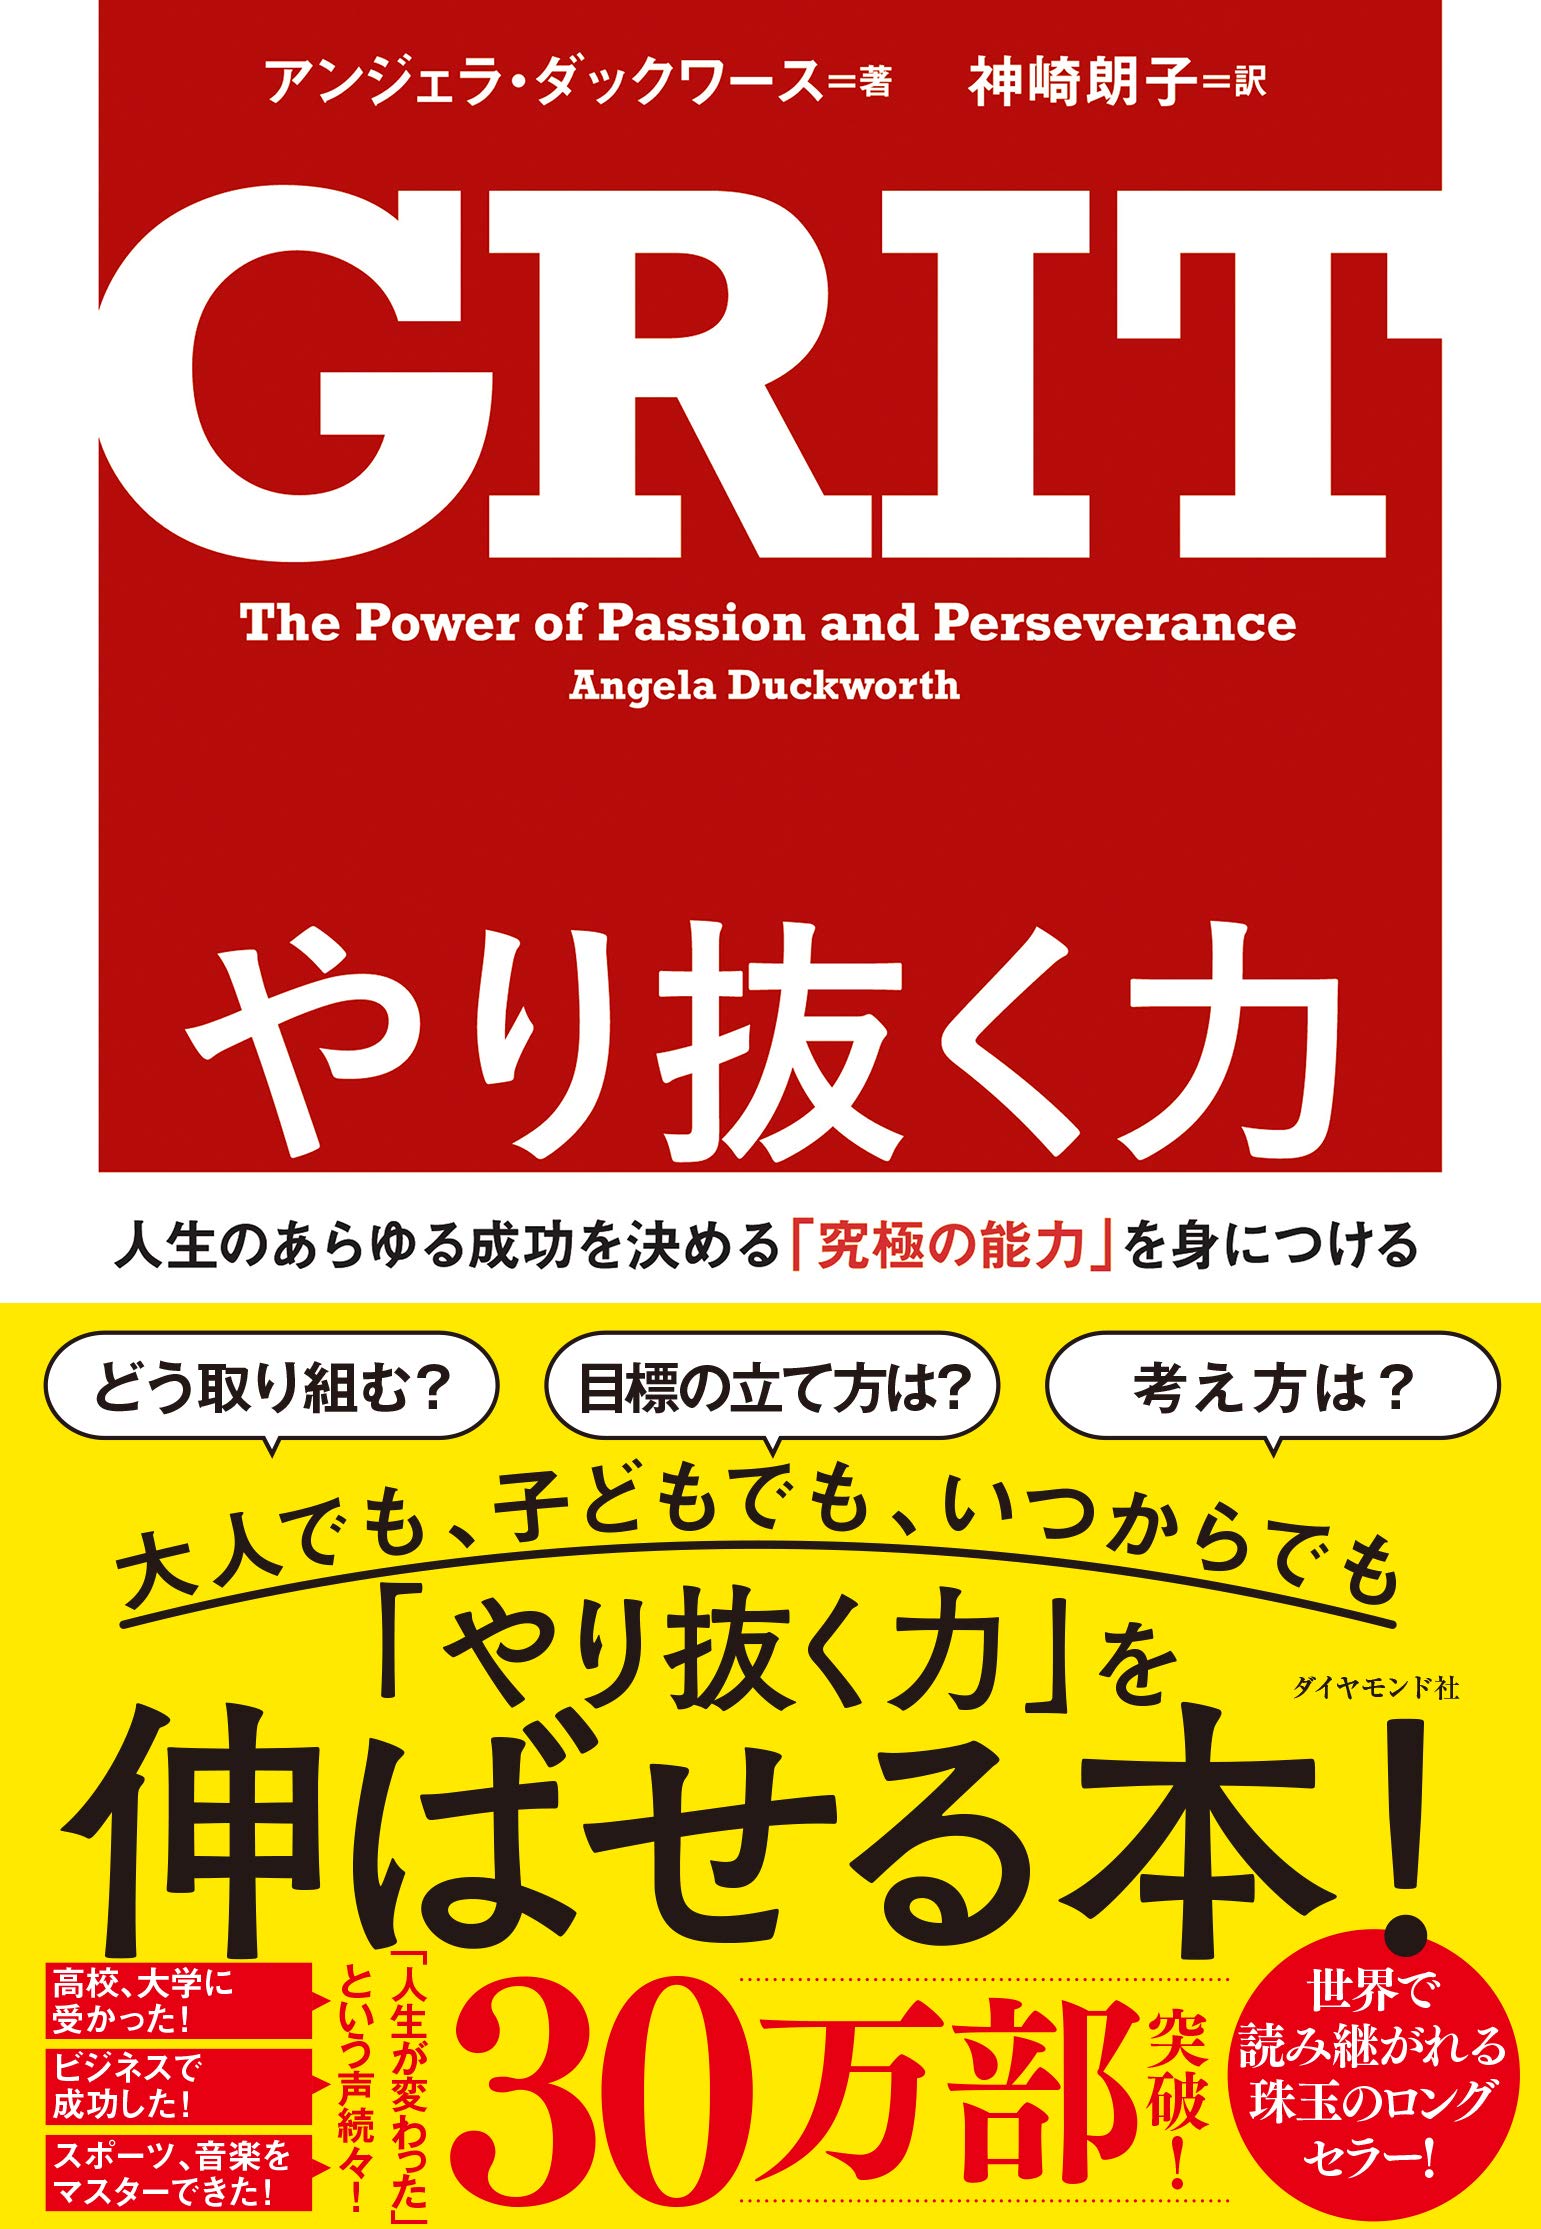 アンジェラ・ダックワース＝著　神崎朗子＝訳
GRIT
The Power of Passion and Perseverance
Angela Duckworth
やり抜く力
人生のあらゆる成功を決める「究極の能力」を身につける
どう取り組む？
目標の立て方は？
考え方は？
大人でも、子どもでも、いつからでも
「やり抜く力」を
ダイヤモンド社
伸ばせる本！
高校、大学に
受かった！
ビジネスで
成功した！
スポーツ、音楽を
マスターできた！
「人生が変わった」
という声続々！
30万部
突破！
世界で
読み継がれる
珠玉のロング
セラー！